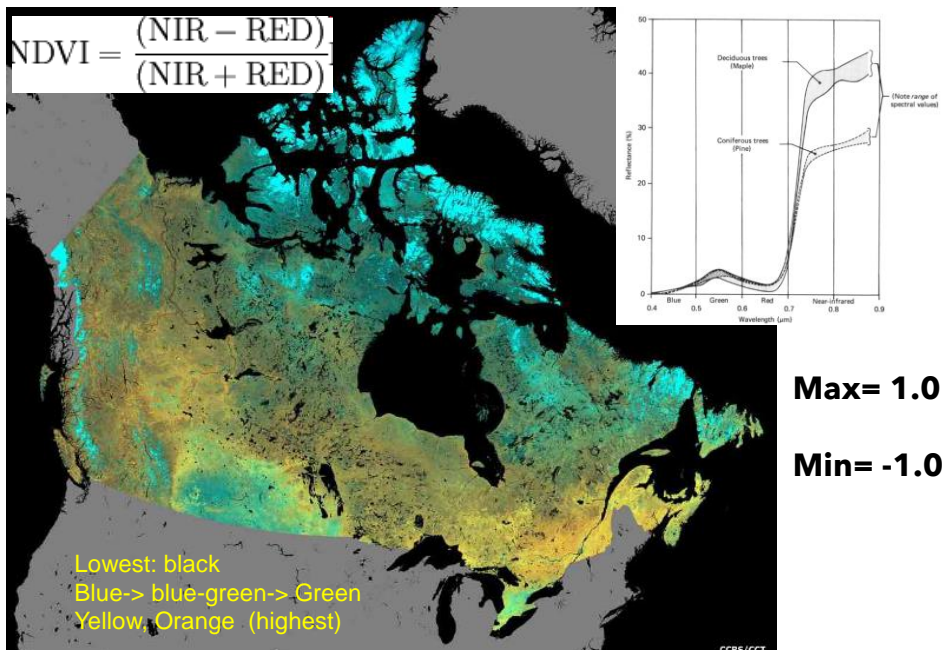 NDVI = (NIR − RED)
(NIR + RED)
50
40
30
20
10
0
Reflectance (%)
Deciduous trees
(Maple)
(Note range of
spectral values)
Coniferous trees
(Pine)
Blue Green Red Near-infrared
0.4 0.5 0.6 0.7 0.8 0.9
Wavelength (μm)
Max= 1.0
Min= -1.0
Lowest: black
Blue-> blue-green-> Green
Yellow, Orange (highest)
CCRS/CCT